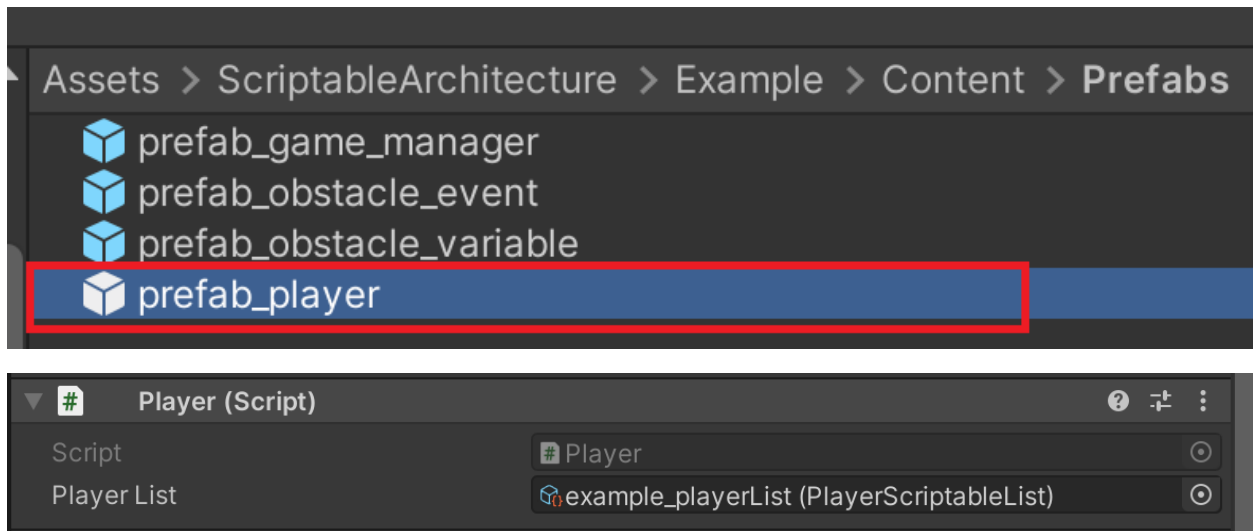 Assets > ScriptableArchitecture > Example > Content > Prefabs
prefab_game_manager
prefab_obstacle_event
prefab_obstacle_variable
prefab_player
# Player (Script)
Script # Player
Player List example_playerList (PlayerScriptableList)